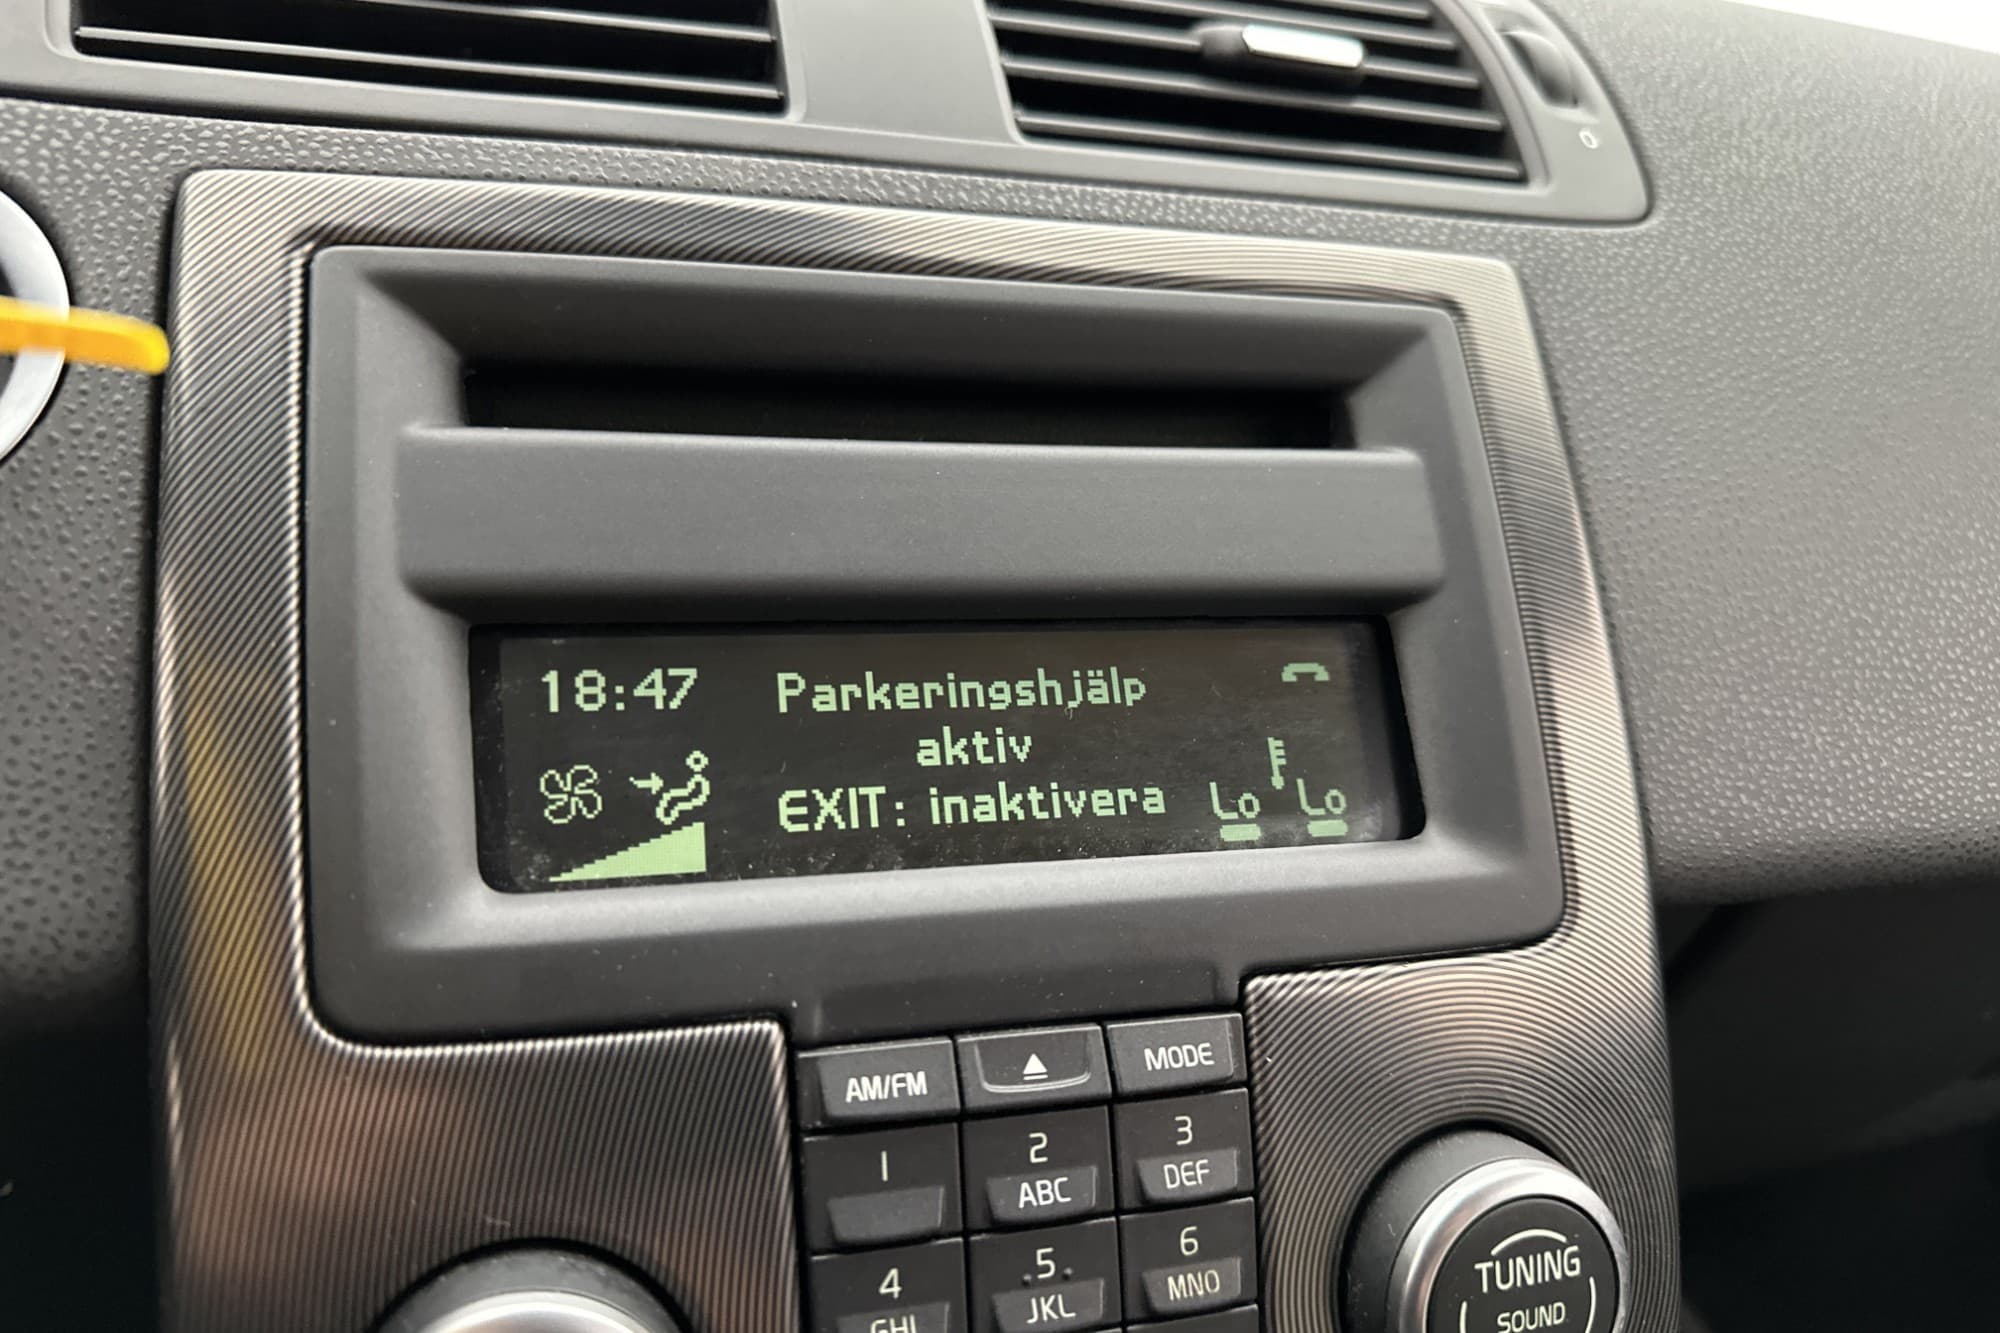 18:47 Parkeringshjälp
aktiv
EXIT: inaktivera
Lo Lo
AM/FM MODE
1 2 3
ABC DEF
4 5 6
GHI JKL MNO
TUNING
SOUND